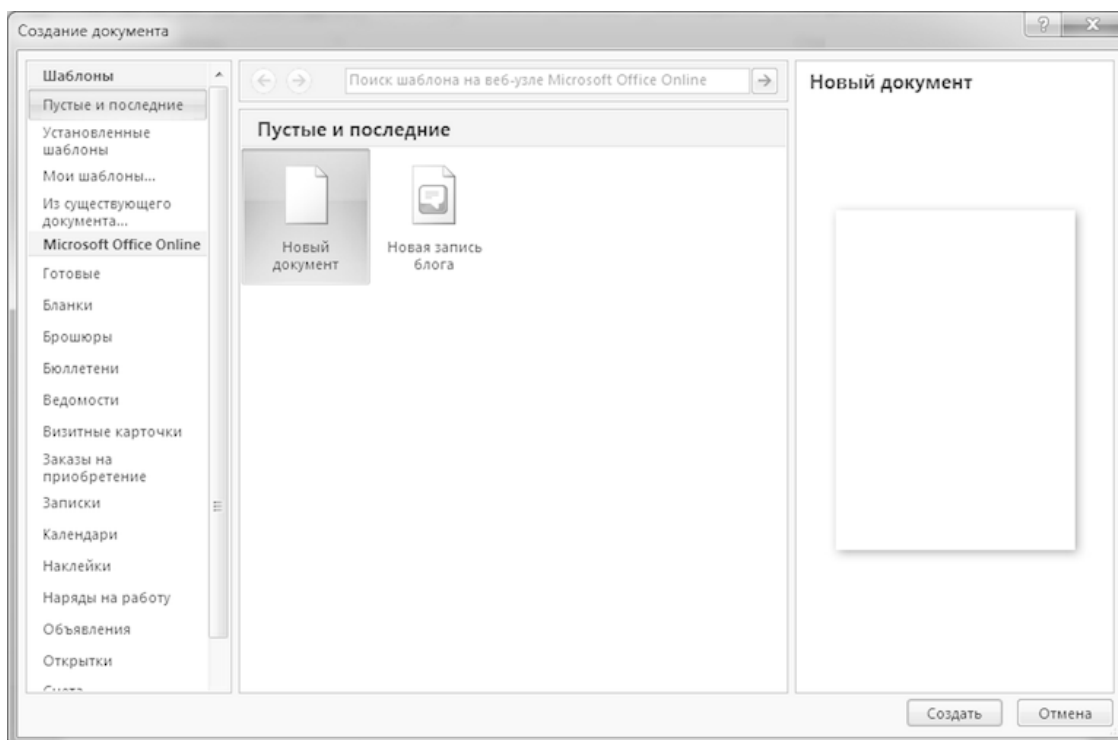 Создание документа
Шаблоны
Пустые и последние
Установленные
шаблоны
Мои шаблоны...
Из существующего
документа...
Microsoft Office Online
Готовые
Бланки
Брошюры
Бюллетени
Ведомости
Визитные карточки
Заказы на
приобретение
Записки
Календари
Наклейки
Наряды на работу
Объявления
Открытки
Поиск шаблона на веб-узле Microsoft Office Online
Пустые и последние
Новый
документ
Новая запись
блога
Новый документ
Создать
Отмена